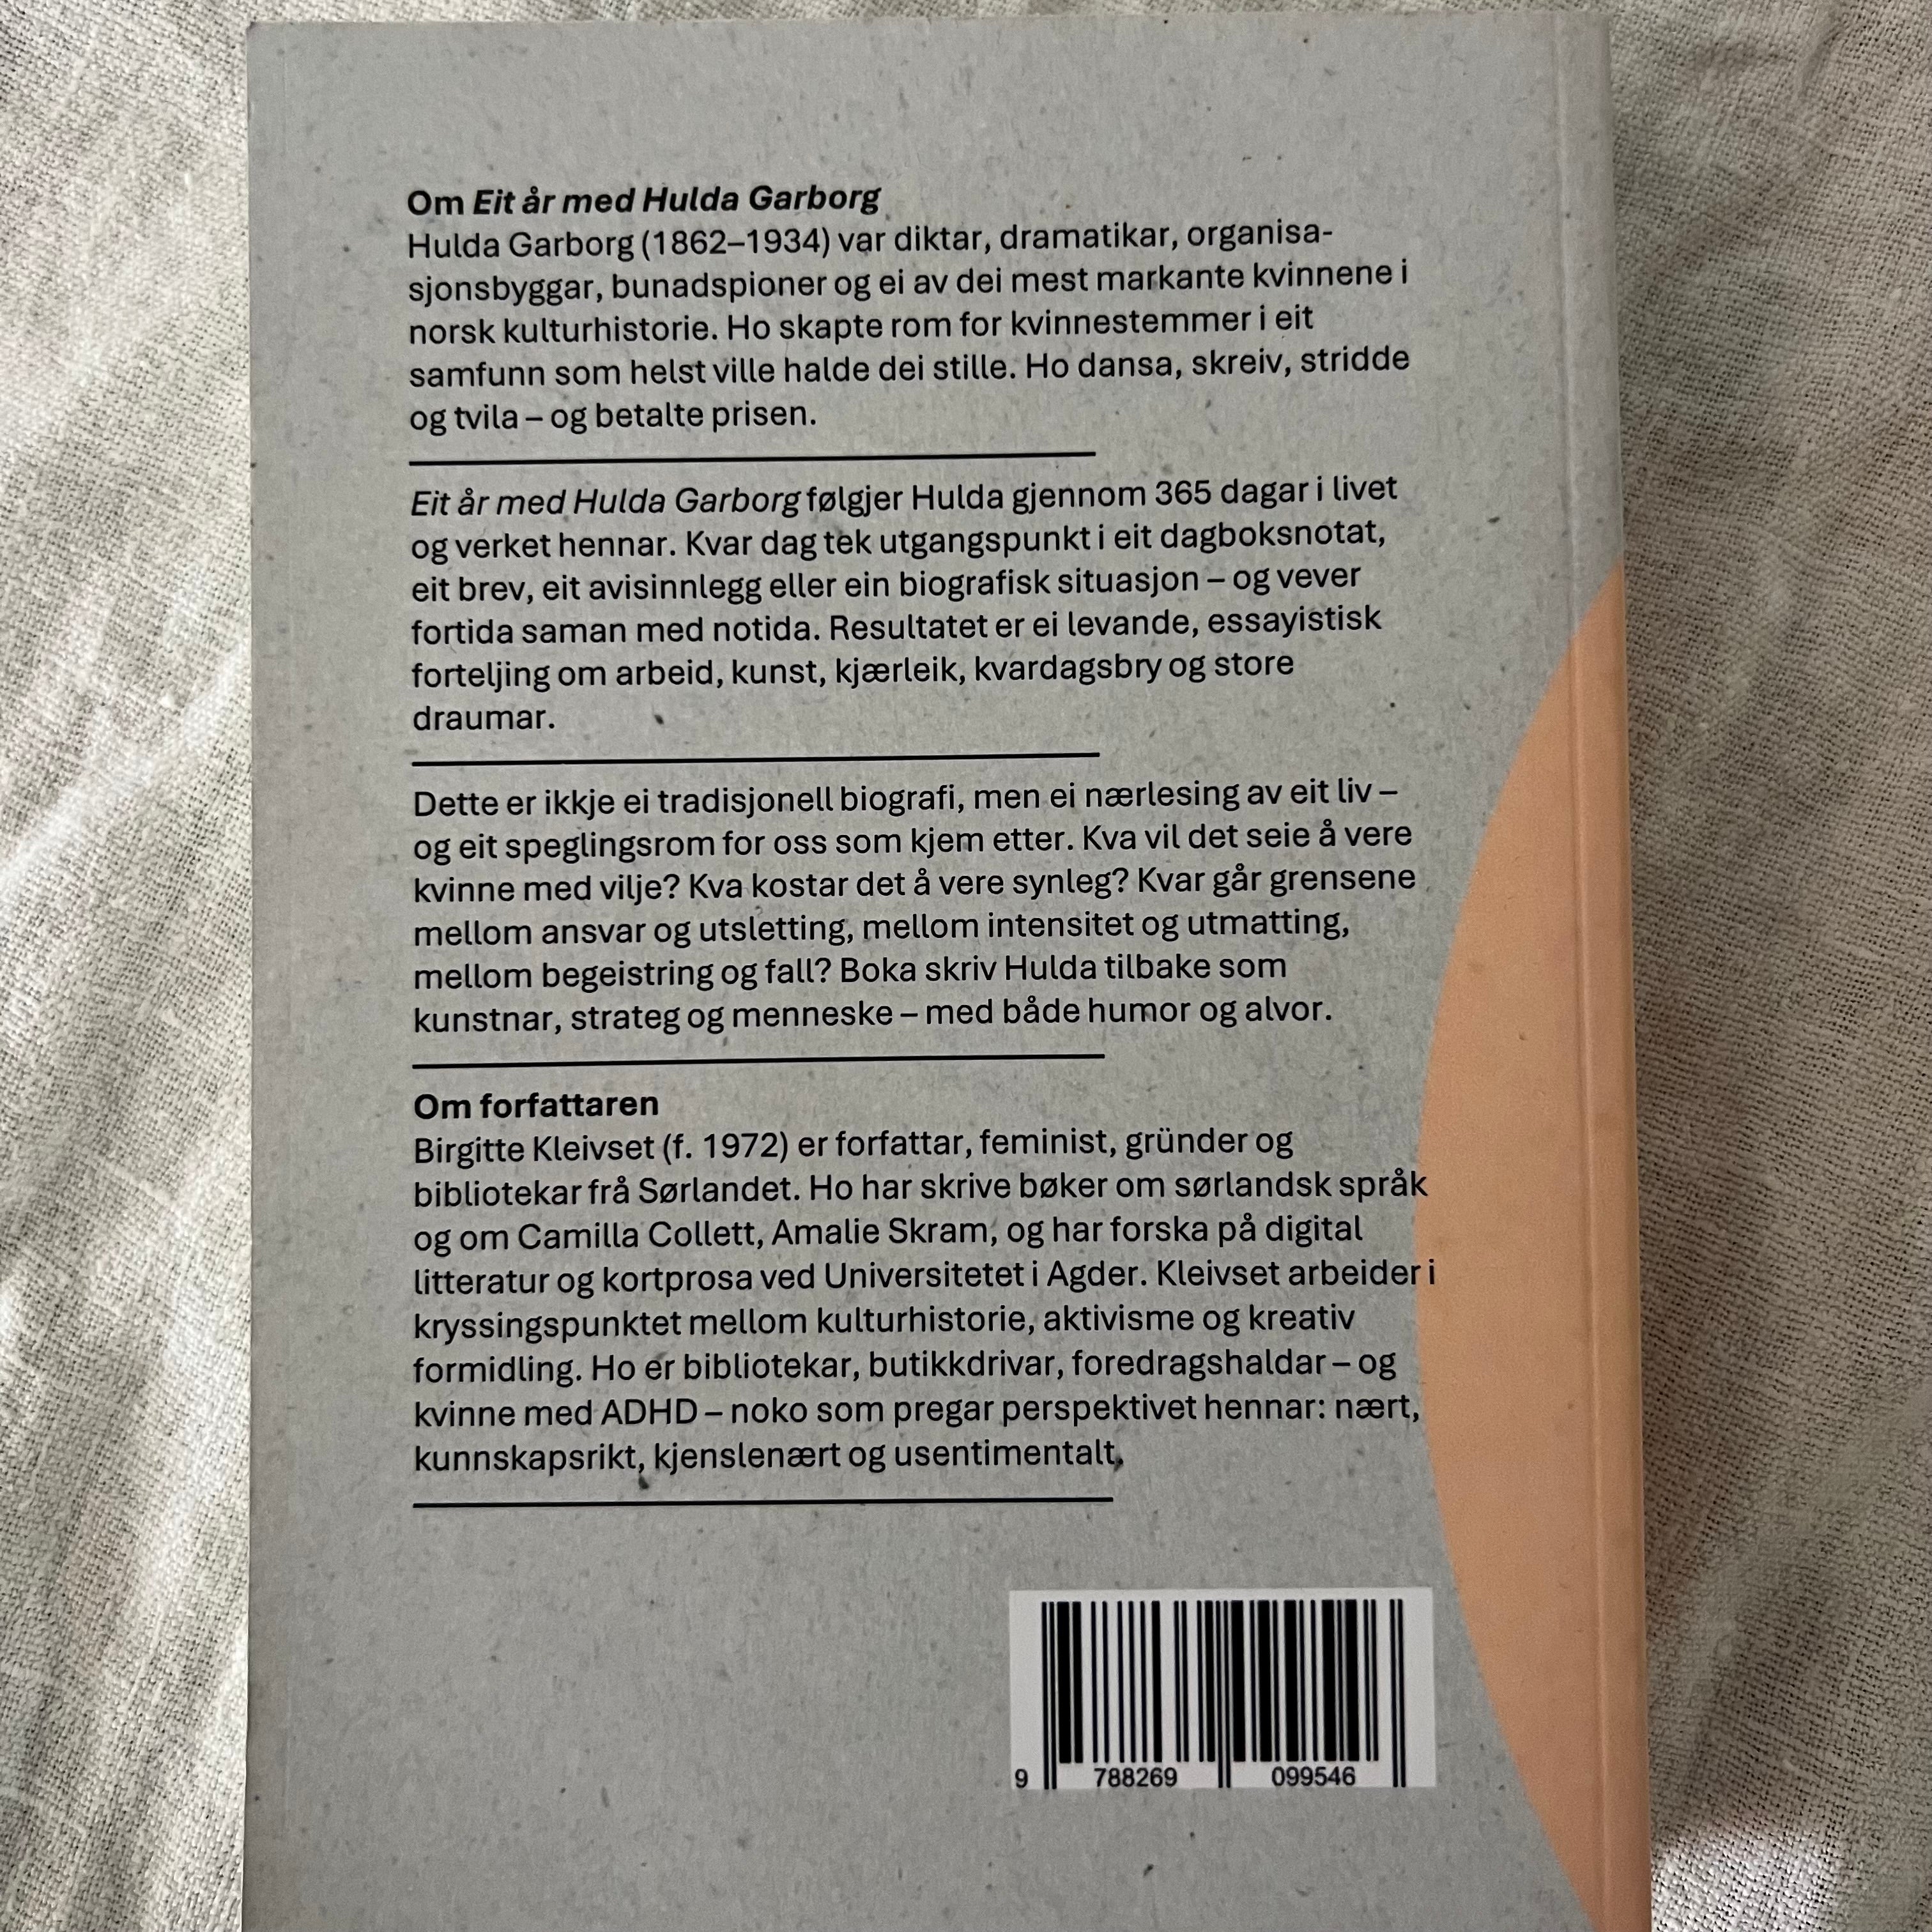 Om Eit år med Hulda Garborg
Hulda Garborg (1862–1934) var diktar, dramatikar, organisa-
sjonsbyggar, bunadspioner og ei av dei mest markante kvinnene i
norsk kulturhistorie. Ho skapte rom for kvinnestemmer i eit
samfunn som helst ville halde dei stille. Ho dansa, skreiv, stridde
og tvila – og betalte prisen.
Eit år med Hulda Garborg følgjer Hulda gjennom 365 dagar i livet
og verket hennar. Kvar dag tek utgangspunkt i eit dagboksnotat,
eit brev, eit avisinnlegg eller ein biografisk situasjon – og vever
fortida saman med notida. Resultatet er ei levande, essayistisk
forteljing om arbeid, kunst, kjærleik, kvardagsbry og store
draumar.
Dette er ikkje ei tradisjonell biografi, men ei nærlesing av eit liv –
og eit speglingsrom for oss som kjem etter. Kva vil det seie å vere
kvinne med vilje? Kva kostar det å vere synleg? Kvar går grensene
mellom ansvar og utsletting, mellom intensitet og utmatting,
mellom begeistring og fall? Boka skriv Hulda tilbake som
kunstnar, strateg og menneske – med både humor og alvor.
Om forfattaren
Birgitte Kleivset (f. 1972) er forfattar, feminist, gründer og
bibliotekar frå Sørlandet. Ho har skrive bøker om sørlandsk språk
og om Camilla Collett, Amalie Skram, og har forska på digital
litteratur og kortprosa ved Universitetet i Agder. Kleivset arbeider i
kryssingspunktet mellom kulturhistorie, aktivisme og kreativ
formidling. Ho er bibliotekar, butikkdrivar, foredragshaldar – og
kvinne med ADHD – noko som pregar perspektivet hennar: nært,
kunnskapsrikt, kjenslenært og usentimentalt.
9 788269 099546